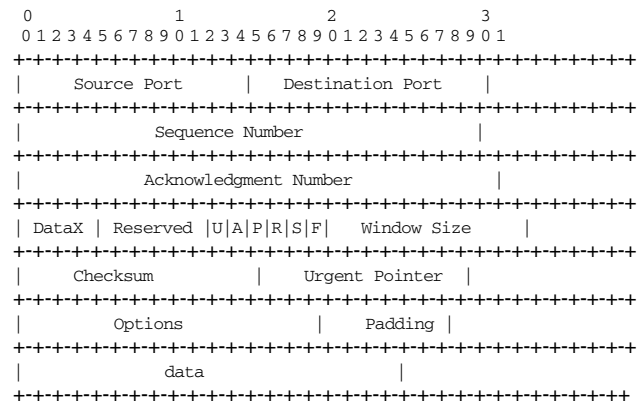 0 1 2 3
0 1 2 3 4 5 6 7 8 9 0 1 2 3 4 5 6 7 8 9 0 1 2 3 4 5 6 7 8 9 0 1
+-+-+-+-+-+-+-+-+-+-+-+-+-+-+-+-+-+-+-+-+-+-+-+-+-+-+-+-+-+-+-+-+
| Source Port | Destination Port |
+-+-+-+-+-+-+-+-+-+-+-+-+-+-+-+-+-+-+-+-+-+-+-+-+-+-+-+-+-+-+-+-+
| Sequence Number |
+-+-+-+-+-+-+-+-+-+-+-+-+-+-+-+-+-+-+-+-+-+-+-+-+-+-+-+-+-+-+-+-+
| Acknowledgment Number |
+-+-+-+-+-+-+-+-+-+-+-+-+-+-+-+-+-+-+-+-+-+-+-+-+-+-+-+-+-+-+-+-+
| DataX | Reserved |U|A|P|R|S|F| Window Size |
+-+-+-+-+-+-+-+-+-+-+-+-+-+-+-+-+-+-+-+-+-+-+-+-+-+-+-+-+-+-+-+-+
| Checksum | Urgent Pointer |
+-+-+-+-+-+-+-+-+-+-+-+-+-+-+-+-+-+-+-+-+-+-+-+-+-+-+-+-+-+-+-+-+
| Options | Padding |
+-+-+-+-+-+-+-+-+-+-+-+-+-+-+-+-+-+-+-+-+-+-+-+-+-+-+-+-+-+-+-+-+
| data |
+-+-+-+-+-+-+-+-+-+-+-+-+-+-+-+-+-+-+-+-+-+-+-+-+-+-+-+-+-+-+-++